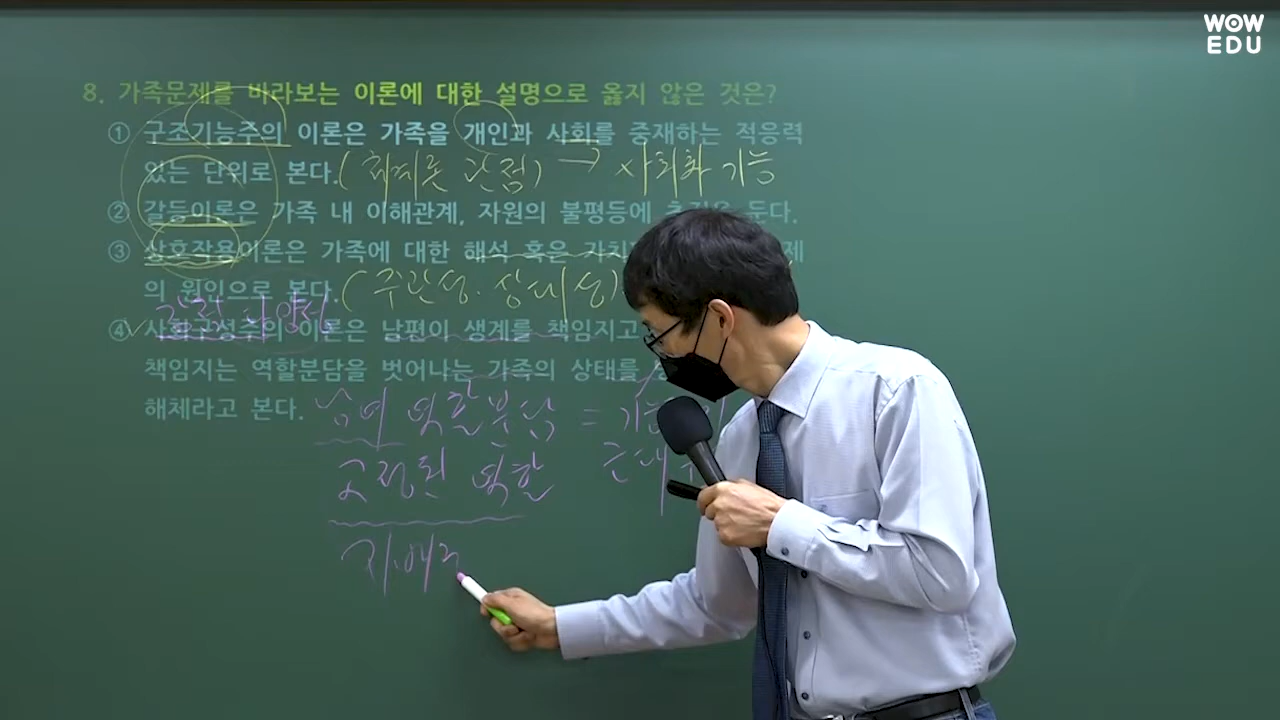 WOW
EDU
8. 가족문제를 바라보는 이론에 대한 설명으로 옳지 않은 것은?
① 구조기능주의 이론은 가족을 개인과 사회를 중재하는 적응력
있는 단위로 본다. (체계론 관점) → 사회화 기능
② 갈등이론은 가족 내 이해관계, 자원의 불평등에 초점을 둔다.
③ 상호작용이론은 가족에 대한 해석 혹은
의 원인으로 본다. (주관성. 상대성)
관점 다양성
④ 사회구성주의 이론은 남편이 생계를 책임지고
책임지는 역할분담을 벗어나는 가족의 상태를
해체라고 본다. 남여 역할분담 =
고정된 역할